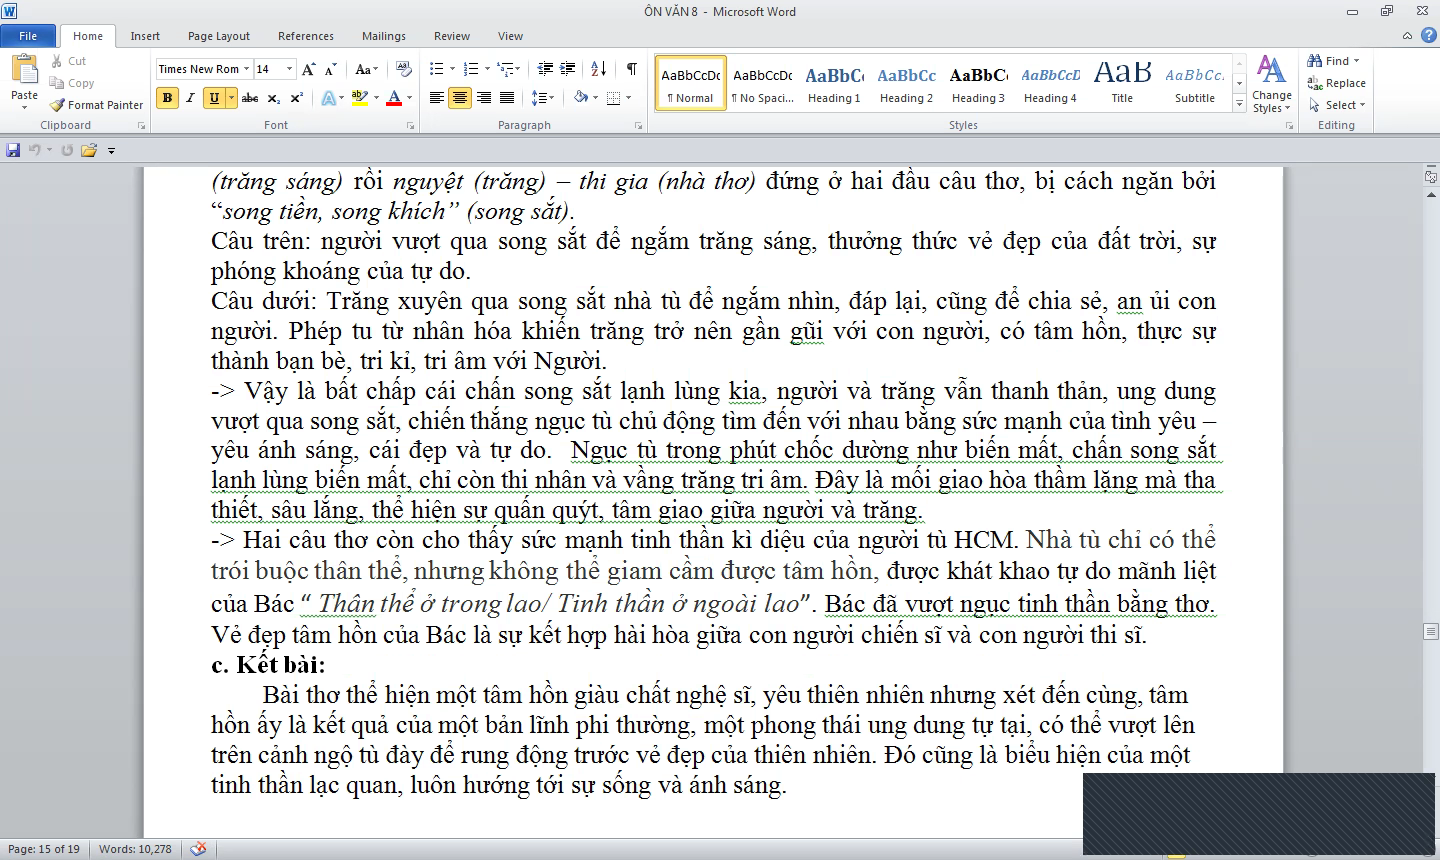 ÔN VĂN 8 - Microsoft Word
File Home Insert Page Layout References Mailings Review View
Paste Cut Copy Format Painter Clipboard
Times New Rom 14 Font
Paragraph
AaBbCcDc ¶ Normal AaBbCcDc ¶ No Spaci... AaBbCc Heading 1 AaBbCc Heading 2 AaBbCc Heading 3 AaBbCcD Heading 4 AaB Title AaBbCc. Subtitle Change Styles Styles
Find Replace Select Editing
(trăng sáng) rồi nguyệt (trăng) – thi gia (nhà thơ) đứng ở hai đầu câu thơ, bị cách ngăn bởi
“song tiền, song khích” (song sắt).
Câu trên: người vượt qua song sắt để ngắm trăng sáng, thưởng thức vẻ đẹp của đất trời, sự
phóng khoáng của tự do.
Câu dưới: Trăng xuyên qua song sắt nhà tù để ngắm nhìn, đáp lại, cũng để chia sẻ, an ủi con
người. Phép tu từ nhân hóa khiến trăng trở nên gần gũi với con người, có tâm hồn, thực sự
thành bạn bè, tri kỉ, tri âm với Người.
-> Vậy là bất chấp cái chấn song sắt lạnh lùng kia, người và trăng vẫn thanh thản, ung dung
vượt qua song sắt, chiến thắng ngục tù chủ động tìm đến với nhau bằng sức mạnh của tình yêu –
yêu ánh sáng, cái đẹp và tự do. Ngục tù trong phút chốc dường như biến mất, chấn song sắt
lạnh lùng biến mất, chỉ còn thi nhân và vầng trăng tri âm. Đây là mối giao hòa thầm lặng mà tha
thiết, sâu lắng, thể hiện sự quấn quýt, tâm giao giữa người và trăng.
-> Hai câu thơ còn cho thấy sức mạnh tinh thần kì diệu của người tù HCM. Nhà tù chỉ có thể
trói buộc thân thể, nhưng không thể giam cầm được tâm hồn, được khát khao tự do mãnh liệt
của Bác “ Thân thể ở trong lao/ Tinh thần ở ngoài lao”. Bác đã vượt ngục tinh thần bằng thơ.
Vẻ đẹp tâm hồn của Bác là sự kết hợp hài hòa giữa con người chiến sĩ và con người thi sĩ.
c. Kết bài:
Bài thơ thể hiện một tâm hồn giàu chất nghệ sĩ, yêu thiên nhiên nhưng xét đến cùng, tâm
hồn ấy là kết quả của một bản lĩnh phi thường, một phong thái ung dung tự tại, có thể vượt lên
trên cảnh ngộ tù đày để rung động trước vẻ đẹp của thiên nhiên. Đó cũng là biểu hiện của một
tinh thần lạc quan, luôn hướng tới sự sống và ánh sáng.
Page: 15 of 19 Words: 10,278